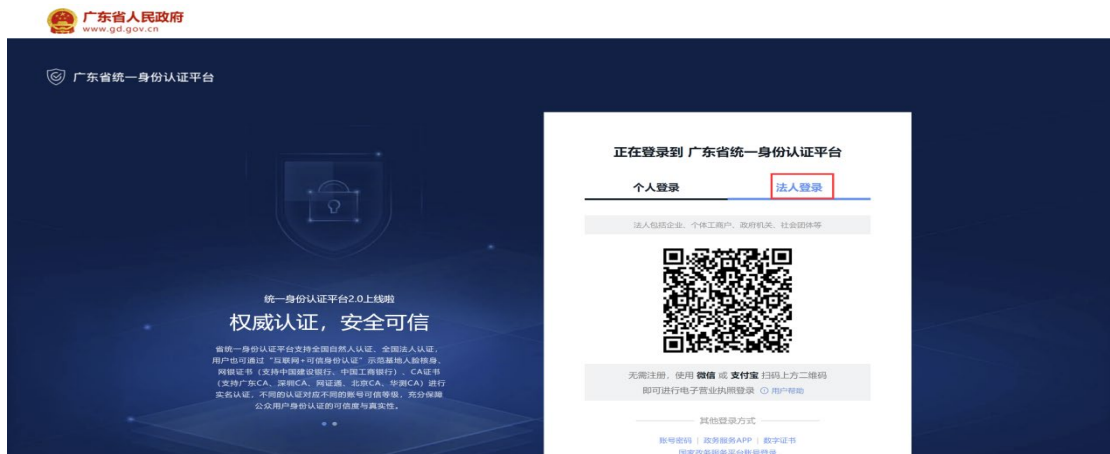 广东省人民政府
www.gd.gov.cn
广东省统一身份认证平台
统一身份认证平台2.0上线啦
权威认证，安全可信
省统一身份认证平台支持全国自然人认证、全国法人认证，
用户也可通过“互联网+可信身份认证”示范基地人脸核身、
网银证书（支持中国建设银行、中国工商银行）、CA证书
（支持广东CA、深圳CA、网证通、北京CA、华测CA）进行
实名认证，不同的认证对应不同的账号可信等级，充分保障
公众用户身份认证的可信度与真实性。
正在登录到 广东省统一身份认证平台
个人登录 法人登录
法人包括企业、个体工商户、政府机关、社会团体等
无需注册，使用 微信 或 支付宝 扫码上方二维码
即可进行电子营业执照登录 用户帮助
其他登录方式
账号密码 | 政务服务APP | 数字证书
国家政务服务平台账号登录